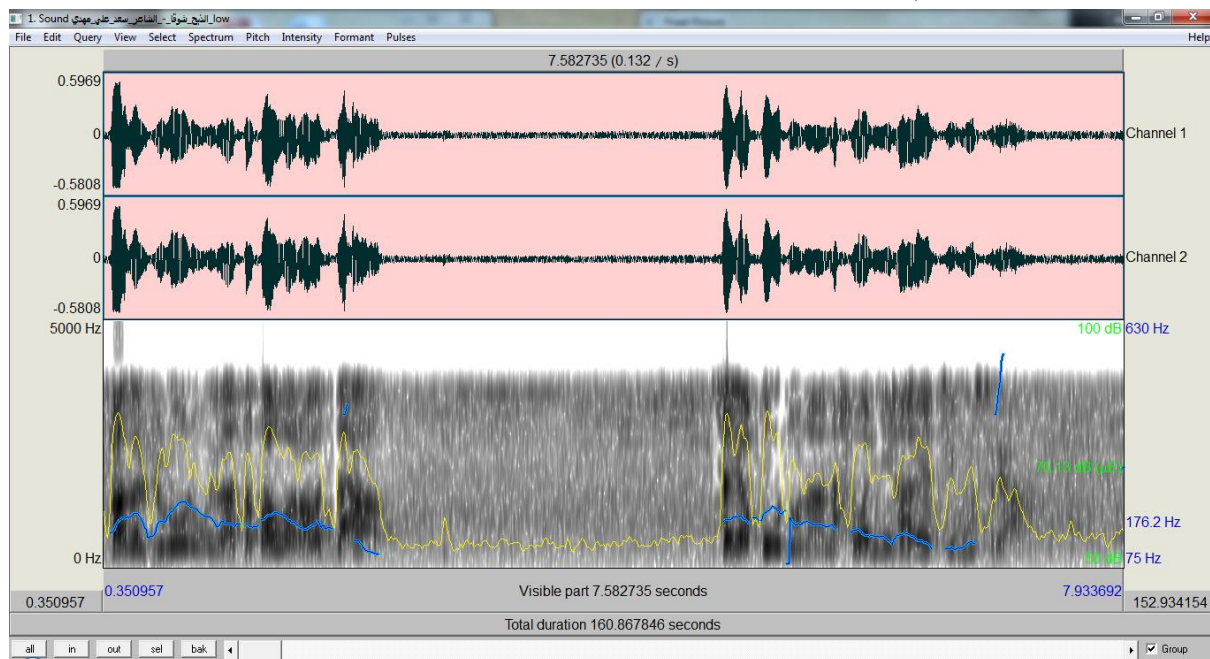 1. Sound الذبح_شوقًا_-_الشاعر_سعد_علي_مهدي_low
File Edit Query View Select Spectrum Pitch Intensity Formant Pulses Help
7.582735 (0.132 / s)
0.5969
0
-0.5808
Channel 1
0.5969
0
-0.5808
Channel 2
5000 Hz
100 dB 630 Hz
70.13 dB (µE)
176.2 Hz
0 Hz
50 dB 75 Hz
0.350957 0.350957 Visible part 7.582735 seconds 7.933692 152.934154
Total duration 160.867846 seconds
all in out sel bak Group